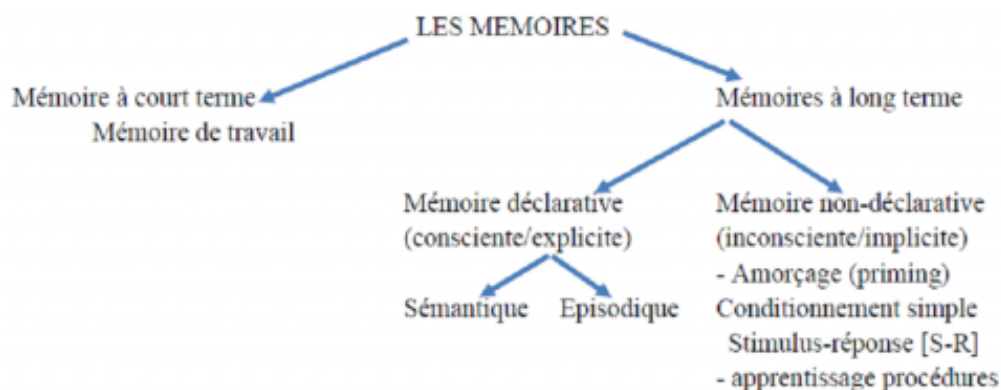 LES MEMOIRES
Mémoire à court terme
Mémoire de travail
Mémoires à long terme
Mémoire déclarative
(consciente/explicite)
Sémantique
Episodique
Mémoire non-déclarative
(inconsciente/implicite)
- Amorçage (priming)
Conditionnement simple
Stimulus-réponse [S-R]
- apprentissage procédures